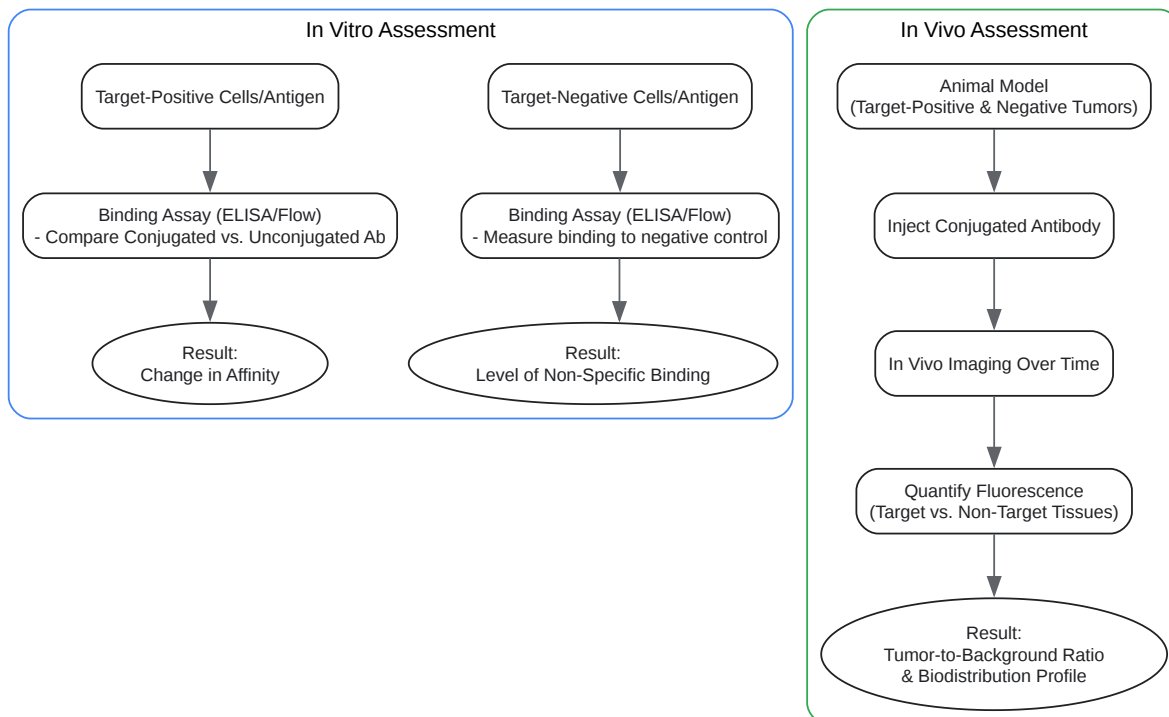 In Vitro Assessment
Target-Positive Cells/Antigen
Binding Assay (ELISA/Flow)
- Compare Conjugated vs. Unconjugated Ab
Result:
Change in Affinity
Target-Negative Cells/Antigen
Binding Assay (ELISA/Flow)
- Measure binding to negative control
Result:
Level of Non-Specific Binding
In Vivo Assessment
Animal Model
(Target-Positive & Negative Tumors)
Inject Conjugated Antibody
In Vivo Imaging Over Time
Quantify Fluorescence
(Target vs. Non-Target Tissues)
Result:
Tumor-to-Background Ratio
& Biodistribution Profile